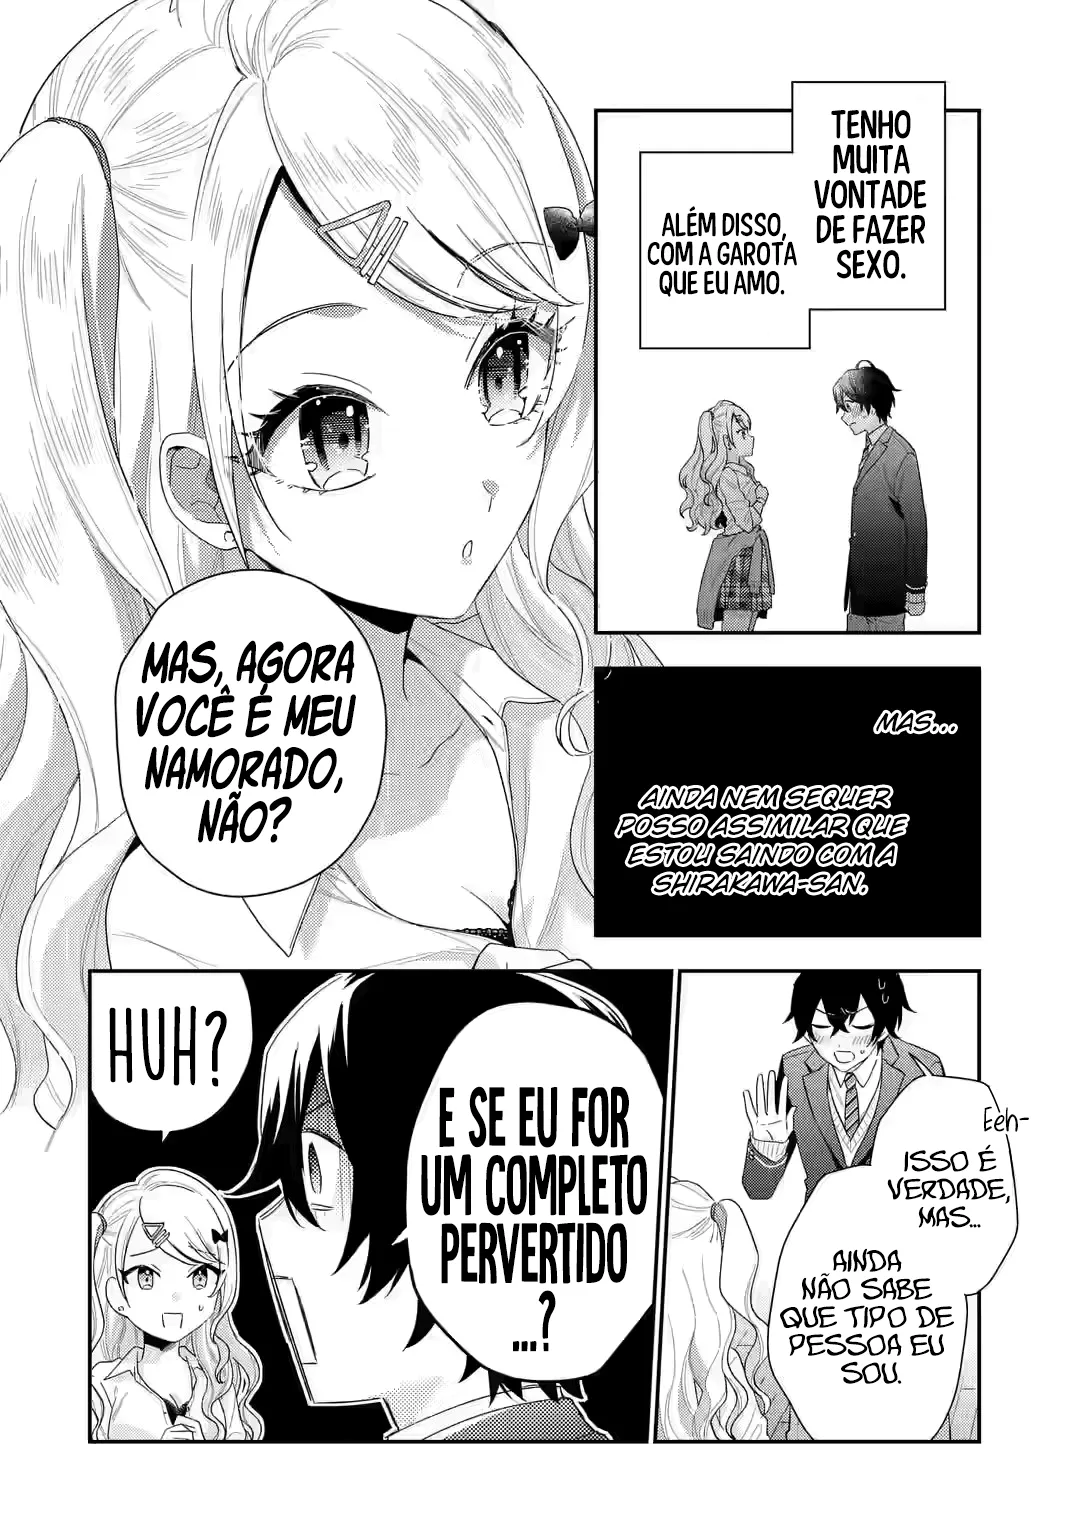 TENHO
MUITA
VONTADE
DE FAZER
SEXO.
ALÉM DISSO,
COM A GAROTA
QUE EU AMO.
MAS...
AINDA NEM SEQUER
POSSO ASSIMILAR QUE
ESTOU SAINDO COM A
SHIRAKAWA-SAN.
MAS, AGORA
VOCÊ É MEU
NAMORADO,
NÃO?
Eeh-
ISSO É
VERDADE,
MAS...
AINDA
NÃO SABE
QUE TIPO DE
PESSOA EU
SOU.
E SE EU FOR
UM COMPLETO
PERVERTIDO
...?
HUH?